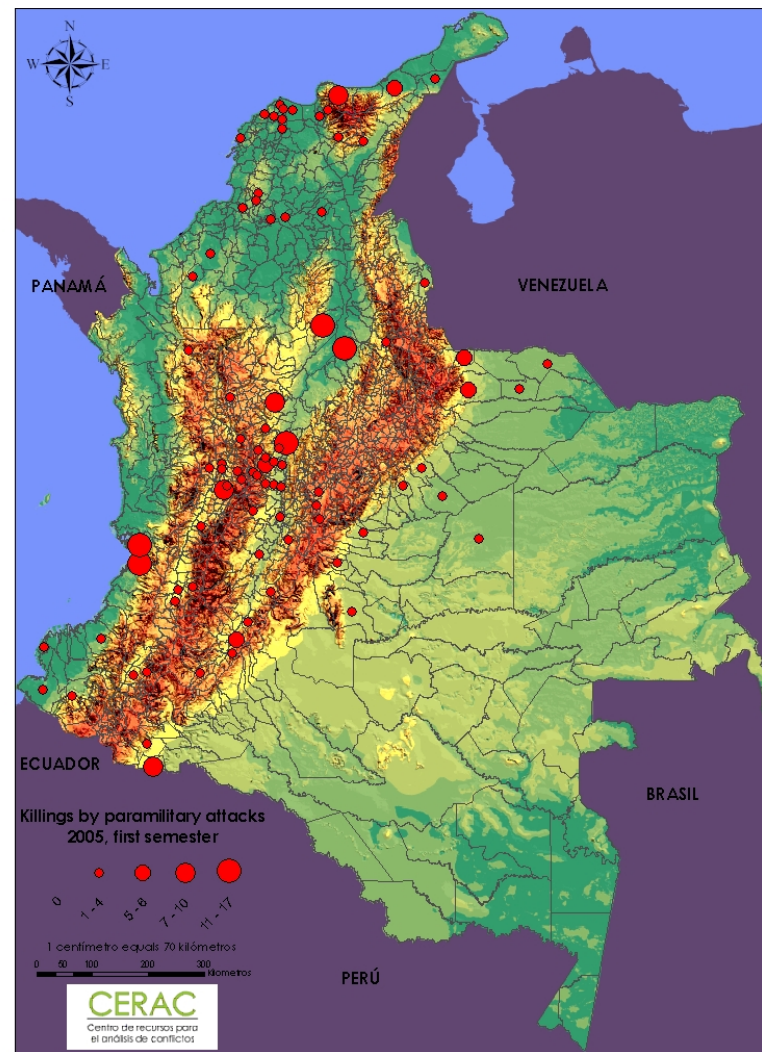 N
W E
S
PANAMÁ
VENEZUELA
ECUADOR
BRASIL
Killings by paramilitary attacks
2005, first semester
0
1 - 4
5 - 6
7 - 10
11 - 17
1 centímetro equals 70 kilómetros
0 50 100 200 300
Kilometros
PERÚ
CERAC
Centro de recursos para
el análisis de conflictos